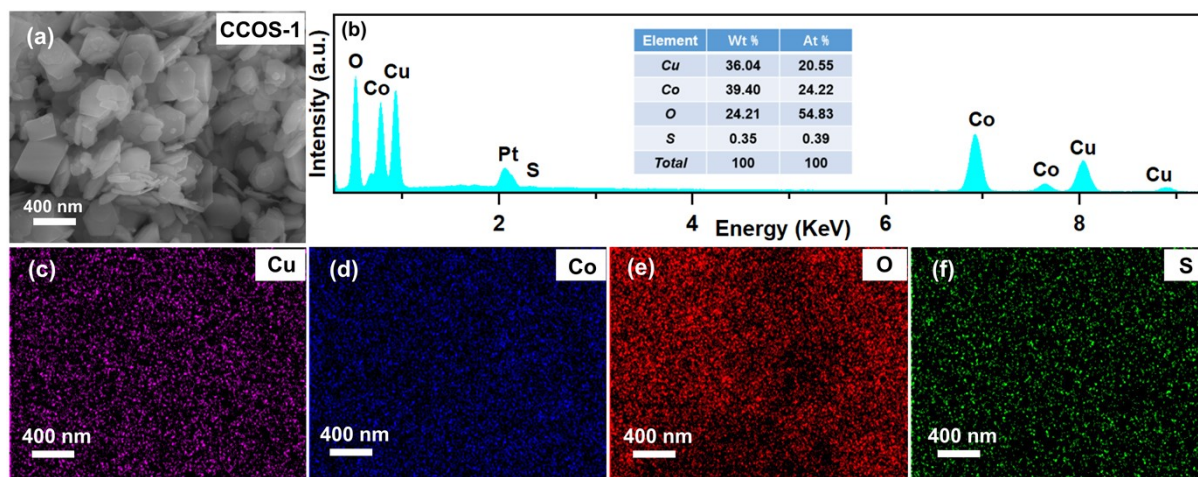 (a)
CCOS-1
400 nm
(b)
Intensity (a.u.)
O
Co
Cu
Pt
S
Element Wt % At %
Cu 36.04 20.55
Co 39.40 24.22
O 24.21 54.83
S 0.35 0.39
Total 100 100
Co
Co
Cu
Cu
2 4 6 8
Energy (KeV)
(c)
Cu
400 nm
(d)
Co
400 nm
(e)
O
400 nm
(f)
S
400 nm